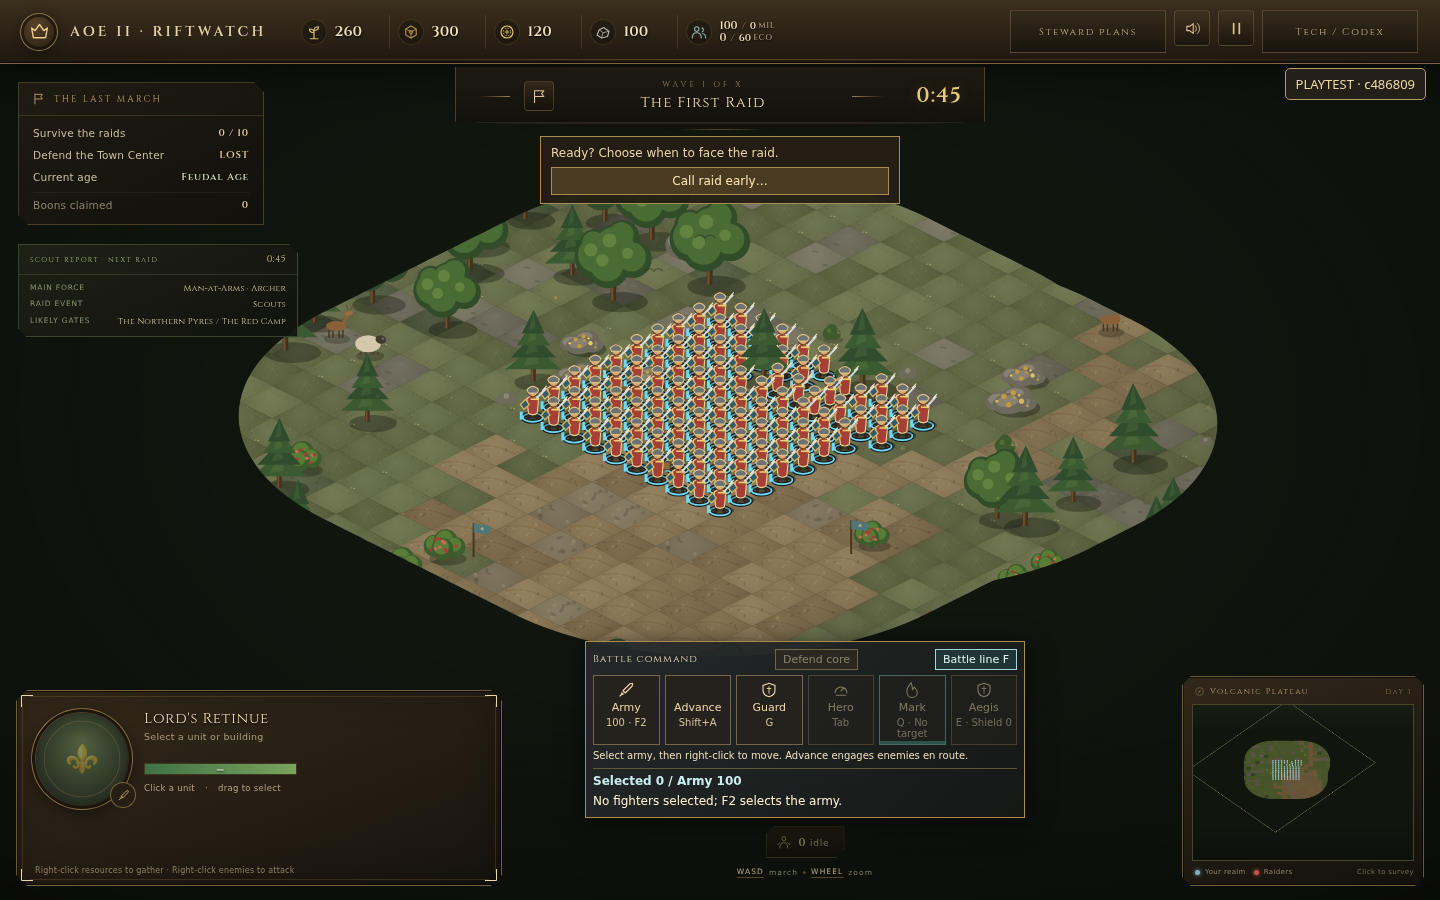 AOE II · RIFTWATCH
260
300
120
100
100 / 0 MIL
0 / 60 ECO
Steward plans
Tech / Codex
PLAYTEST · c486809
The Last March
Survive the raids 0 / 10
Defend the Town Center LOST
Current age Feudal Age
Boons claimed 0
Wave I of X
The First Raid
0:45
Ready? Choose when to face the raid.
Call raid early...
Scout report · Next raid 0:45
MAIN FORCE Man-at-Arms · Archer
RAID EVENT Scouts
LIKELY GATES The Northern Pyres / The Red Camp
Battle command
Defend core
Battle line F
Army
100 · F2
Advance
Shift+A
Guard
G
Hero
Tab
Mark
Q · No
target
Aegis
E · Shield 0
Select army, then right-click to move. Advance engages enemies en route.
Selected 0 / Army 100
No fighters selected; F2 selects the army.
0 idle
WASD march + WHEEL zoom
Lord's Retinue
Select a unit or building
Click a unit · drag to select
Right-click resources to gather · Right-click enemies to attack
Volcanic Plateau
Day 1
Your realm
Raiders
Click to survey